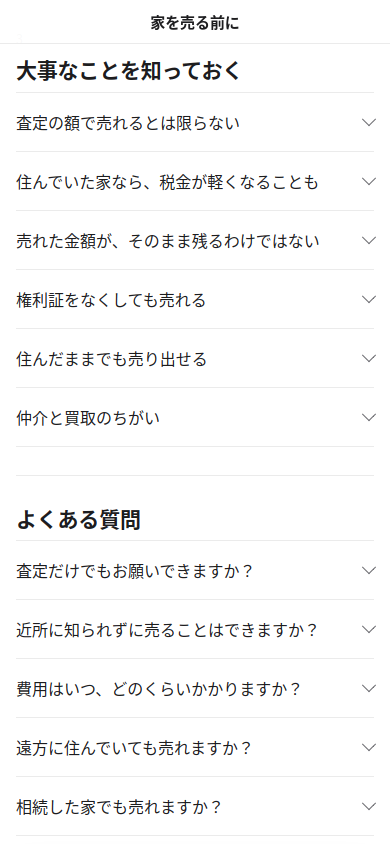 家を売る前に
大事なことを知っておく
査定の額で売れるとは限らない
住んでいた家なら、税金が軽くなることも
売れた金額が、そのまま残るわけではない
権利証をなくしても売れる
住んだままでも売り出せる
仲介と買取のちがい
よくある質問
査定だけでもお願いできますか？
近所に知られずに売ることはできますか？
費用はいつ、どのくらいかかりますか？
遠方に住んでいても売れますか？
相続した家でも売れますか？